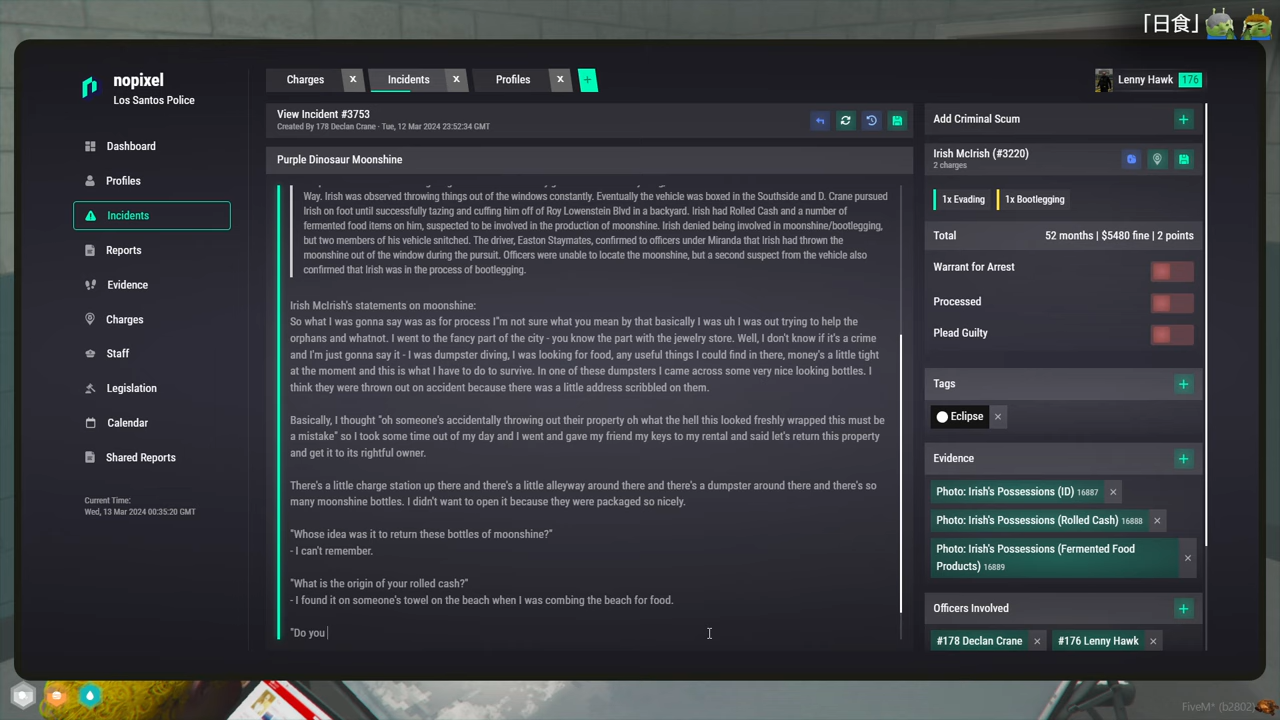 「日食」
nopixel
Los Santos Police
Charges
x
Incidents
x
Profiles
x
+
Lenny Hawk
176
View Incident #3753
Created By 178 Declan Crane · Tue, 12 Mar 2024 23:52:34 GMT
Purple Dinosaur Moonshine
Dashboard
Profiles
Incidents
Reports
Evidence
Charges
Staff
Legislation
Calendar
Shared Reports
Current Time:
Wed, 13 Mar 2024 00:35:20 GMT
Way. Irish was observed throwing things out of the windows constantly. Eventually the vehicle was boxed in the Southside and D. Crane pursued
Irish on foot until successfully tazing and cuffing him off of Roy Lowenstein Blvd in a backyard. Irish had Rolled Cash and a number of
fermented food items on him, suspected to be involved in the production of moonshine. Irish denied being involved in moonshine/bootlegging,
but two members of his vehicle snitched. The driver, Easton Staymates, confirmed to officers under Miranda that Irish had thrown the
moonshine out of the window during the pursuit. Officers were unable to locate the moonshine, but a second suspect from the vehicle also
confirmed that Irish was in the process of bootlegging.
Irish McIrish's statements on moonshine:
So what I was gonna say was as for process I"m not sure what you mean by that basically I was uh I was out trying to help the
orphans and whatnot. I went to the fancy part of the city - you know the part with the jewelry store. Well, I don't know if it's a crime
and I'm just gonna say it - I was dumpster diving, I was looking for food, any useful things I could find in there, money's a little tight
at the moment and this is what I have to do to survive. In one of these dumpsters I came across some very nice looking bottles. I
think they were thrown out on accident because there was a little address scribbled on them.
Basically, I thought "oh someone's accidentally throwing out their property oh what the hell this looked freshly wrapped this must be
a mistake" so I took some time out of my day and I went and gave my friend my keys to my rental and said let's return this property
and get it to its rightful owner.
There's a little charge station up there and there's a little alleyway around there and there's a dumpster around there and there's so
many moonshine bottles. I didn't want to open it because they were packaged so nicely.
"Whose idea was it to return these bottles of moonshine?"
- I can't remember.
"What is the origin of your rolled cash?"
- I found it on someone's towel on the beach when I was combing the beach for food.
"Do you
Add Criminal Scum
+
Irish McIrish (#3220)
2 charges
1x Evading
1x Bootlegging
Total
52 months | $5480 fine | 2 points
Warrant for Arrest
Processed
Plead Guilty
Tags
+
Eclipse
×
Evidence
+
Photo: Irish's Possessions (ID) 16887
×
Photo: Irish's Possessions (Rolled Cash) 16888
×
Photo: Irish's Possessions (Fermented Food
Products) 16889
×
Officers Involved
+
#178 Declan Crane
×
#176 Lenny Hawk
×
FiveM* (b2802)